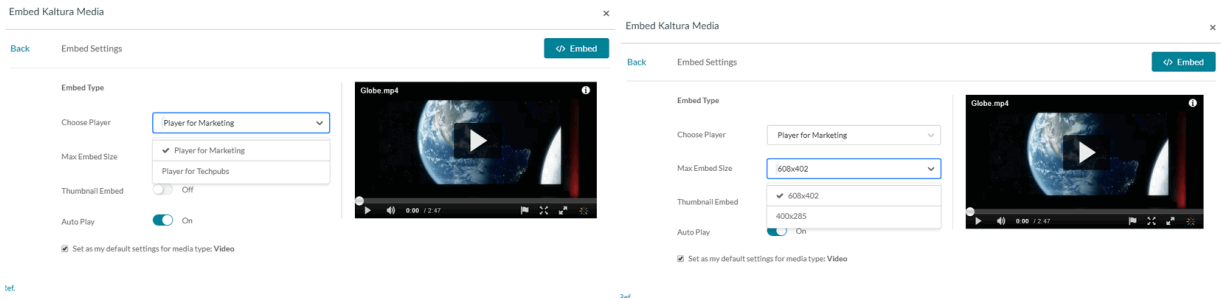 Embed Kaltura Media
×
Back
Embed Settings
</> Embed
Embed Type
Choose Player
Player for Marketing
✔ Player for Marketing
Player for Techpubs
Max Embed Size
Thumbnail Embed
Off
Auto Play
On
Set as my default settings for media type: Video
Globe.mp4
0:00 / 2:47
Embed Kaltura Media
×
Back
Embed Settings
</> Embed
Embed Type
Choose Player
Player for Marketing
Max Embed Size
608x402
✔ 608x402
400x285
Thumbnail Embed
Auto Play
On
Set as my default settings for media type: Video
Globe.mp4
0:00 / 2:47